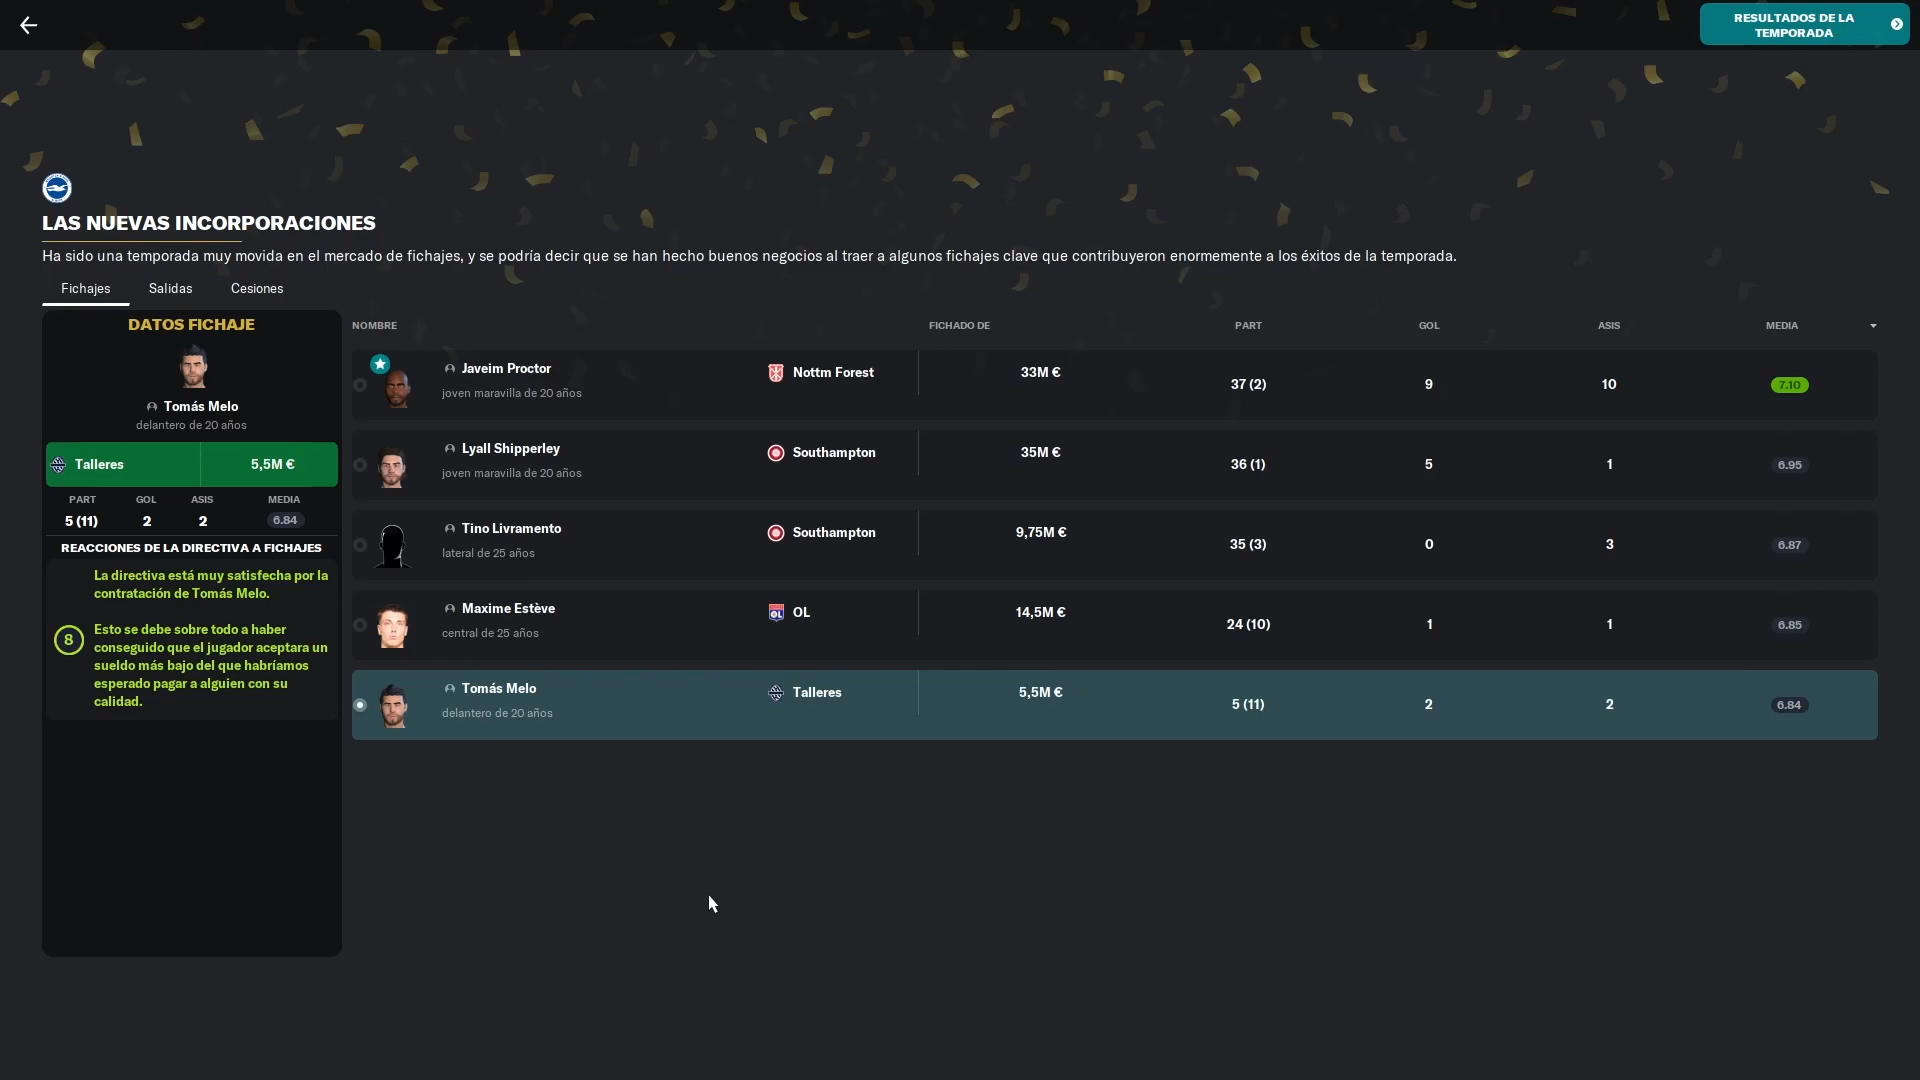 RESULTADOS DE LA
TEMPORADA
LAS NUEVAS INCORPORACIONES
Ha sido una temporada muy movida en el mercado de fichajes, y se podría decir que se han hecho buenos negocios al traer a algunos fichajes clave que contribuyeron enormemente a los éxitos de la temporada.
Fichajes Salidas Cesiones
DATOS FICHAJE
Tomás Melo
delantero de 20 años
Talleres 5,5M €
PART GOL ASIS MEDIA
5 (11) 2 2 6.84
REACCIONES DE LA DIRECTIVA A FICHAJES
La directiva está muy satisfecha por la
contratación de Tomás Melo.
8
Esto se debe sobre todo a haber
conseguido que el jugador aceptara un
sueldo más bajo del que habríamos
esperado pagar a alguien con su
calidad.
NOMBRE FICHADO DE PART GOL ASIS MEDIA
Javeim Proctor Nottm Forest 33M € 37 (2) 9 10 7.10
joven maravilla de 20 años
Lyall Shipperley Southampton 35M € 36 (1) 5 1 6.95
joven maravilla de 20 años
Tino Livramento Southampton 9,75M € 35 (3) 0 3 6.87
lateral de 25 años
Maxime Estève OL 14,5M € 24 (10) 1 1 6.85
central de 25 años
Tomás Melo Talleres 5,5M € 5 (11) 2 2 6.84
delantero de 20 años